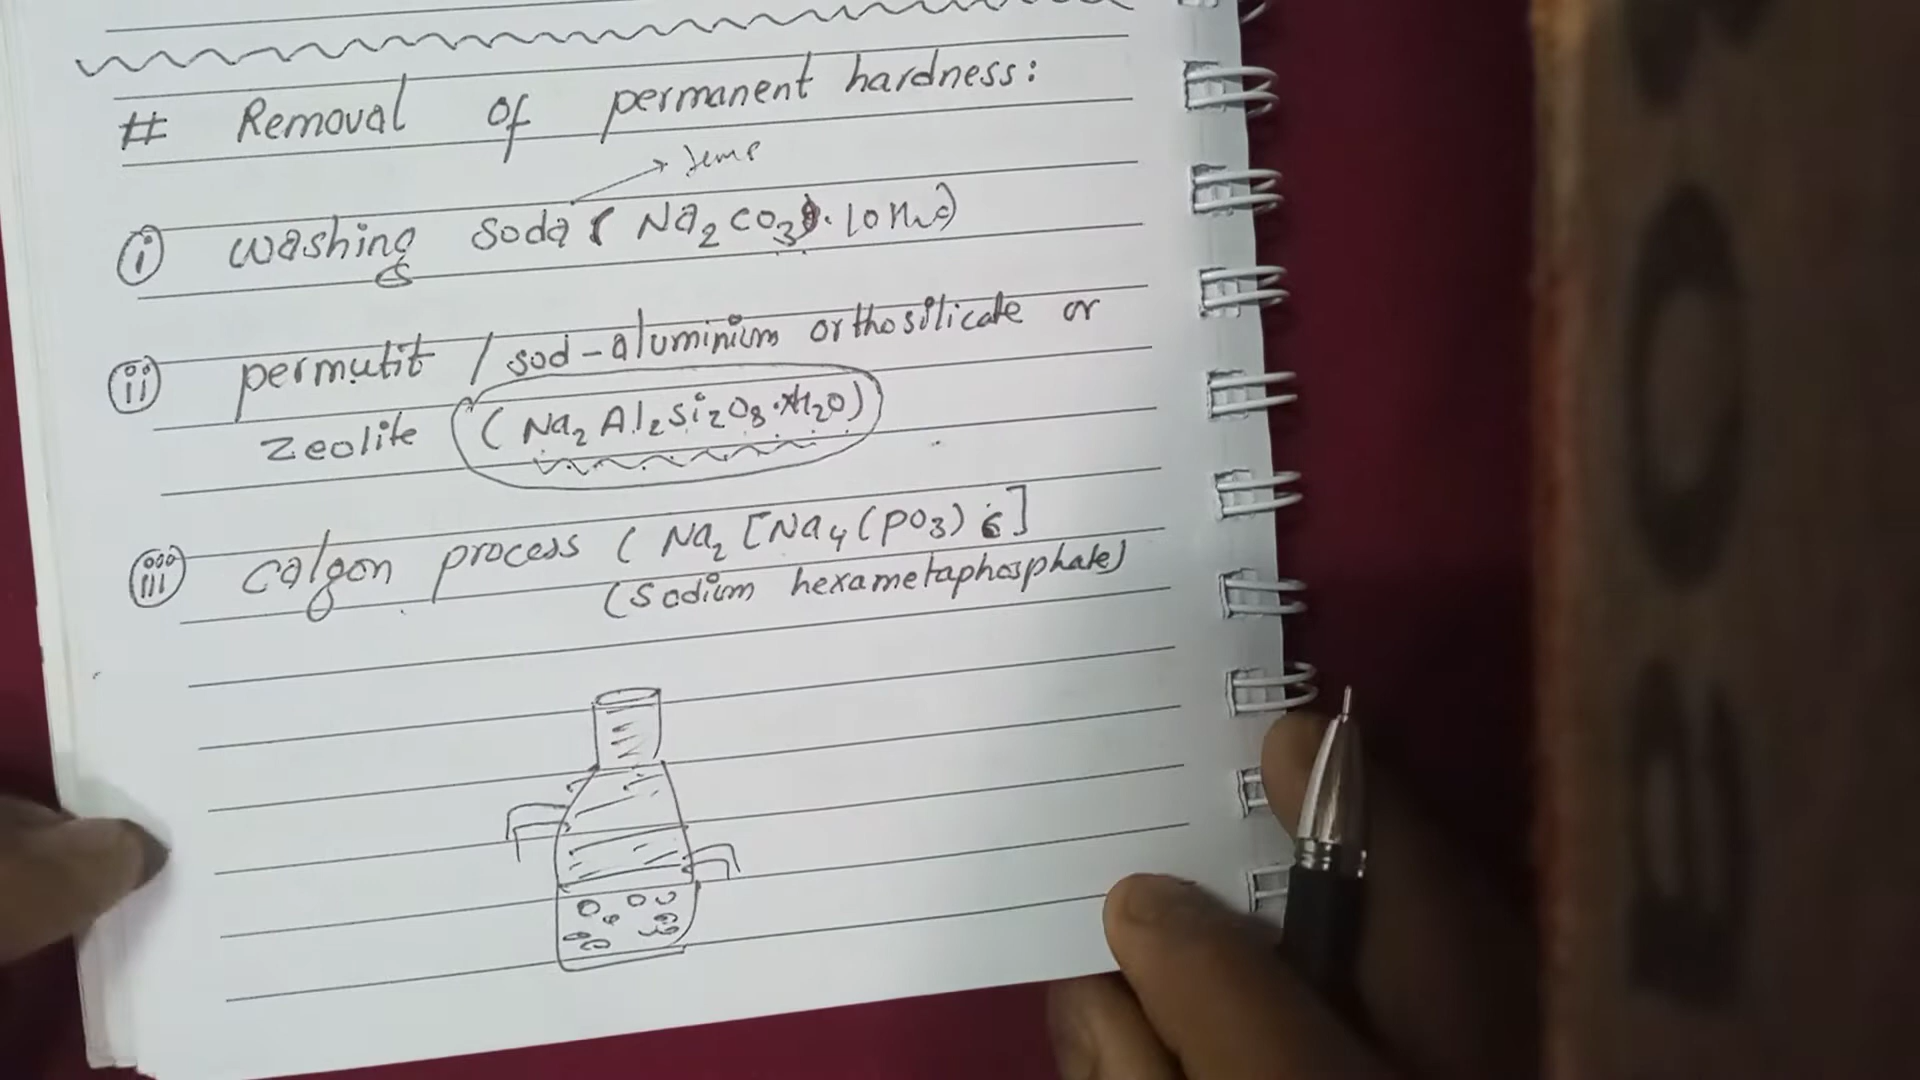 # Removal of permanent hardness:
temp
(i) washing soda ( Na2CO3.10H2O)
(ii) permutit / sod-aluminium orthosilicate or
Zeolite (Na2Al2Si2O8.xH2O)
(iii) calgon process ( Na2[Na4(PO3)6]
(Sodium hexametaphosphate)